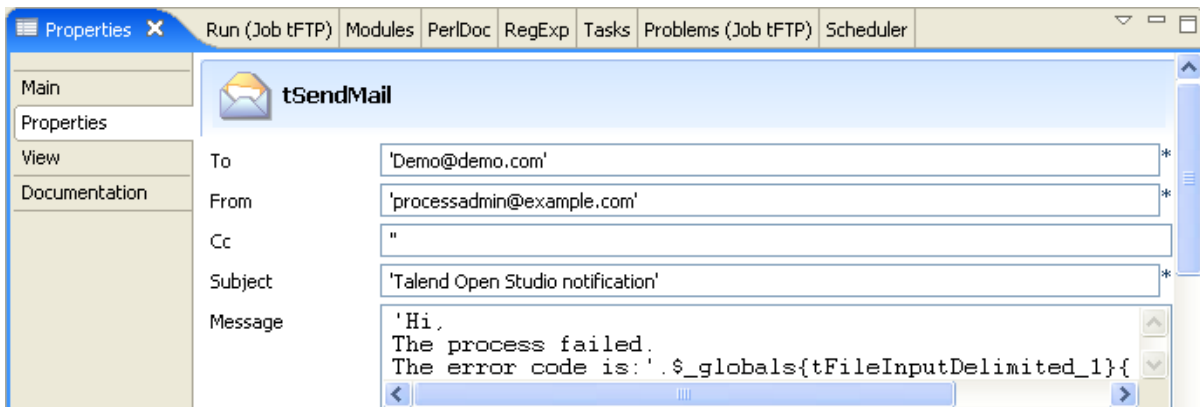 Properties Run (Job tFTP) Modules PerlDoc RegExp Tasks Problems (Job tFTP) Scheduler
Main
Properties
View
Documentation
tSendMail
To 'Demo@demo.com' *
From 'processadmin@example.com' *
Cc ''
Subject 'Talend Open Studio notification' *
Message 'Hi,
The process failed.
The error code is:'.$_globals{tFileInputDelimited_1}{